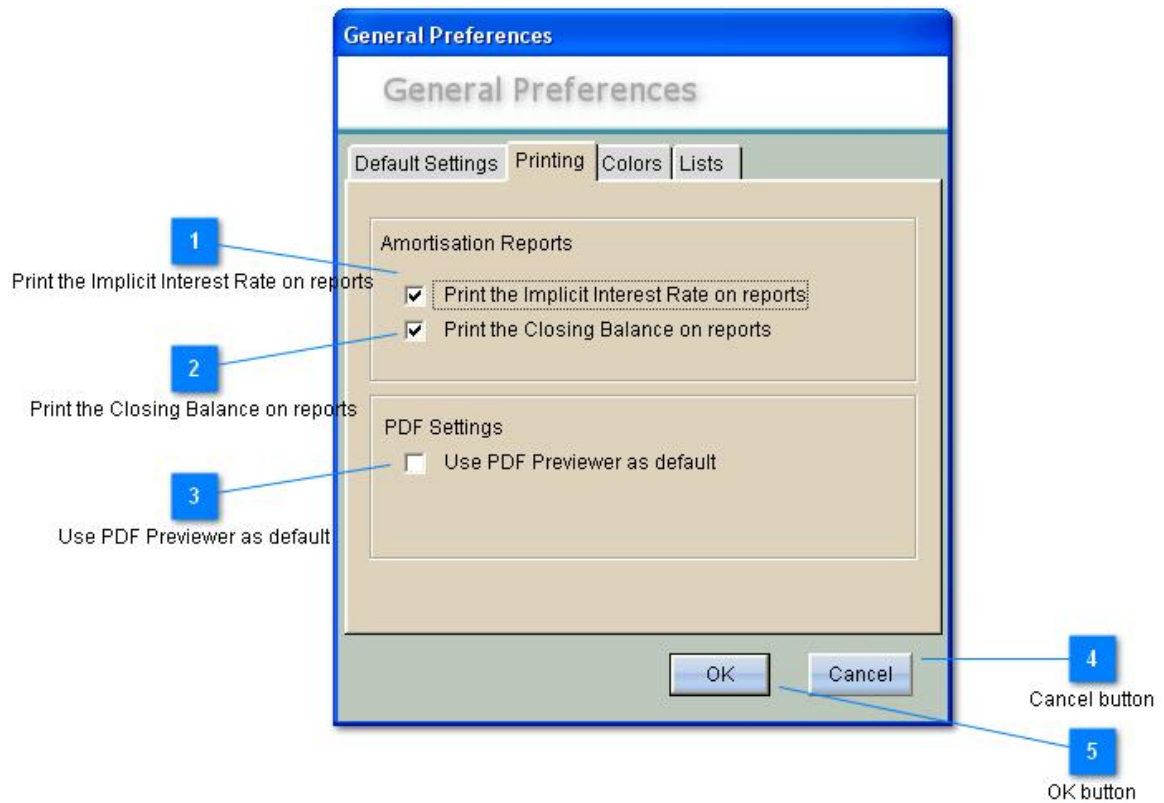 General Preferences
General Preferences
Default Settings Printing Colors Lists
Amortisation Reports
1
Print the Implicit Interest Rate on reports
Print the Implicit Interest Rate on reports
Print the Closing Balance on reports
2
Print the Closing Balance on reports
PDF Settings
Use PDF Previewer as default
3
Use PDF Previewer as default
OK Cancel
4
Cancel button
5
OK button